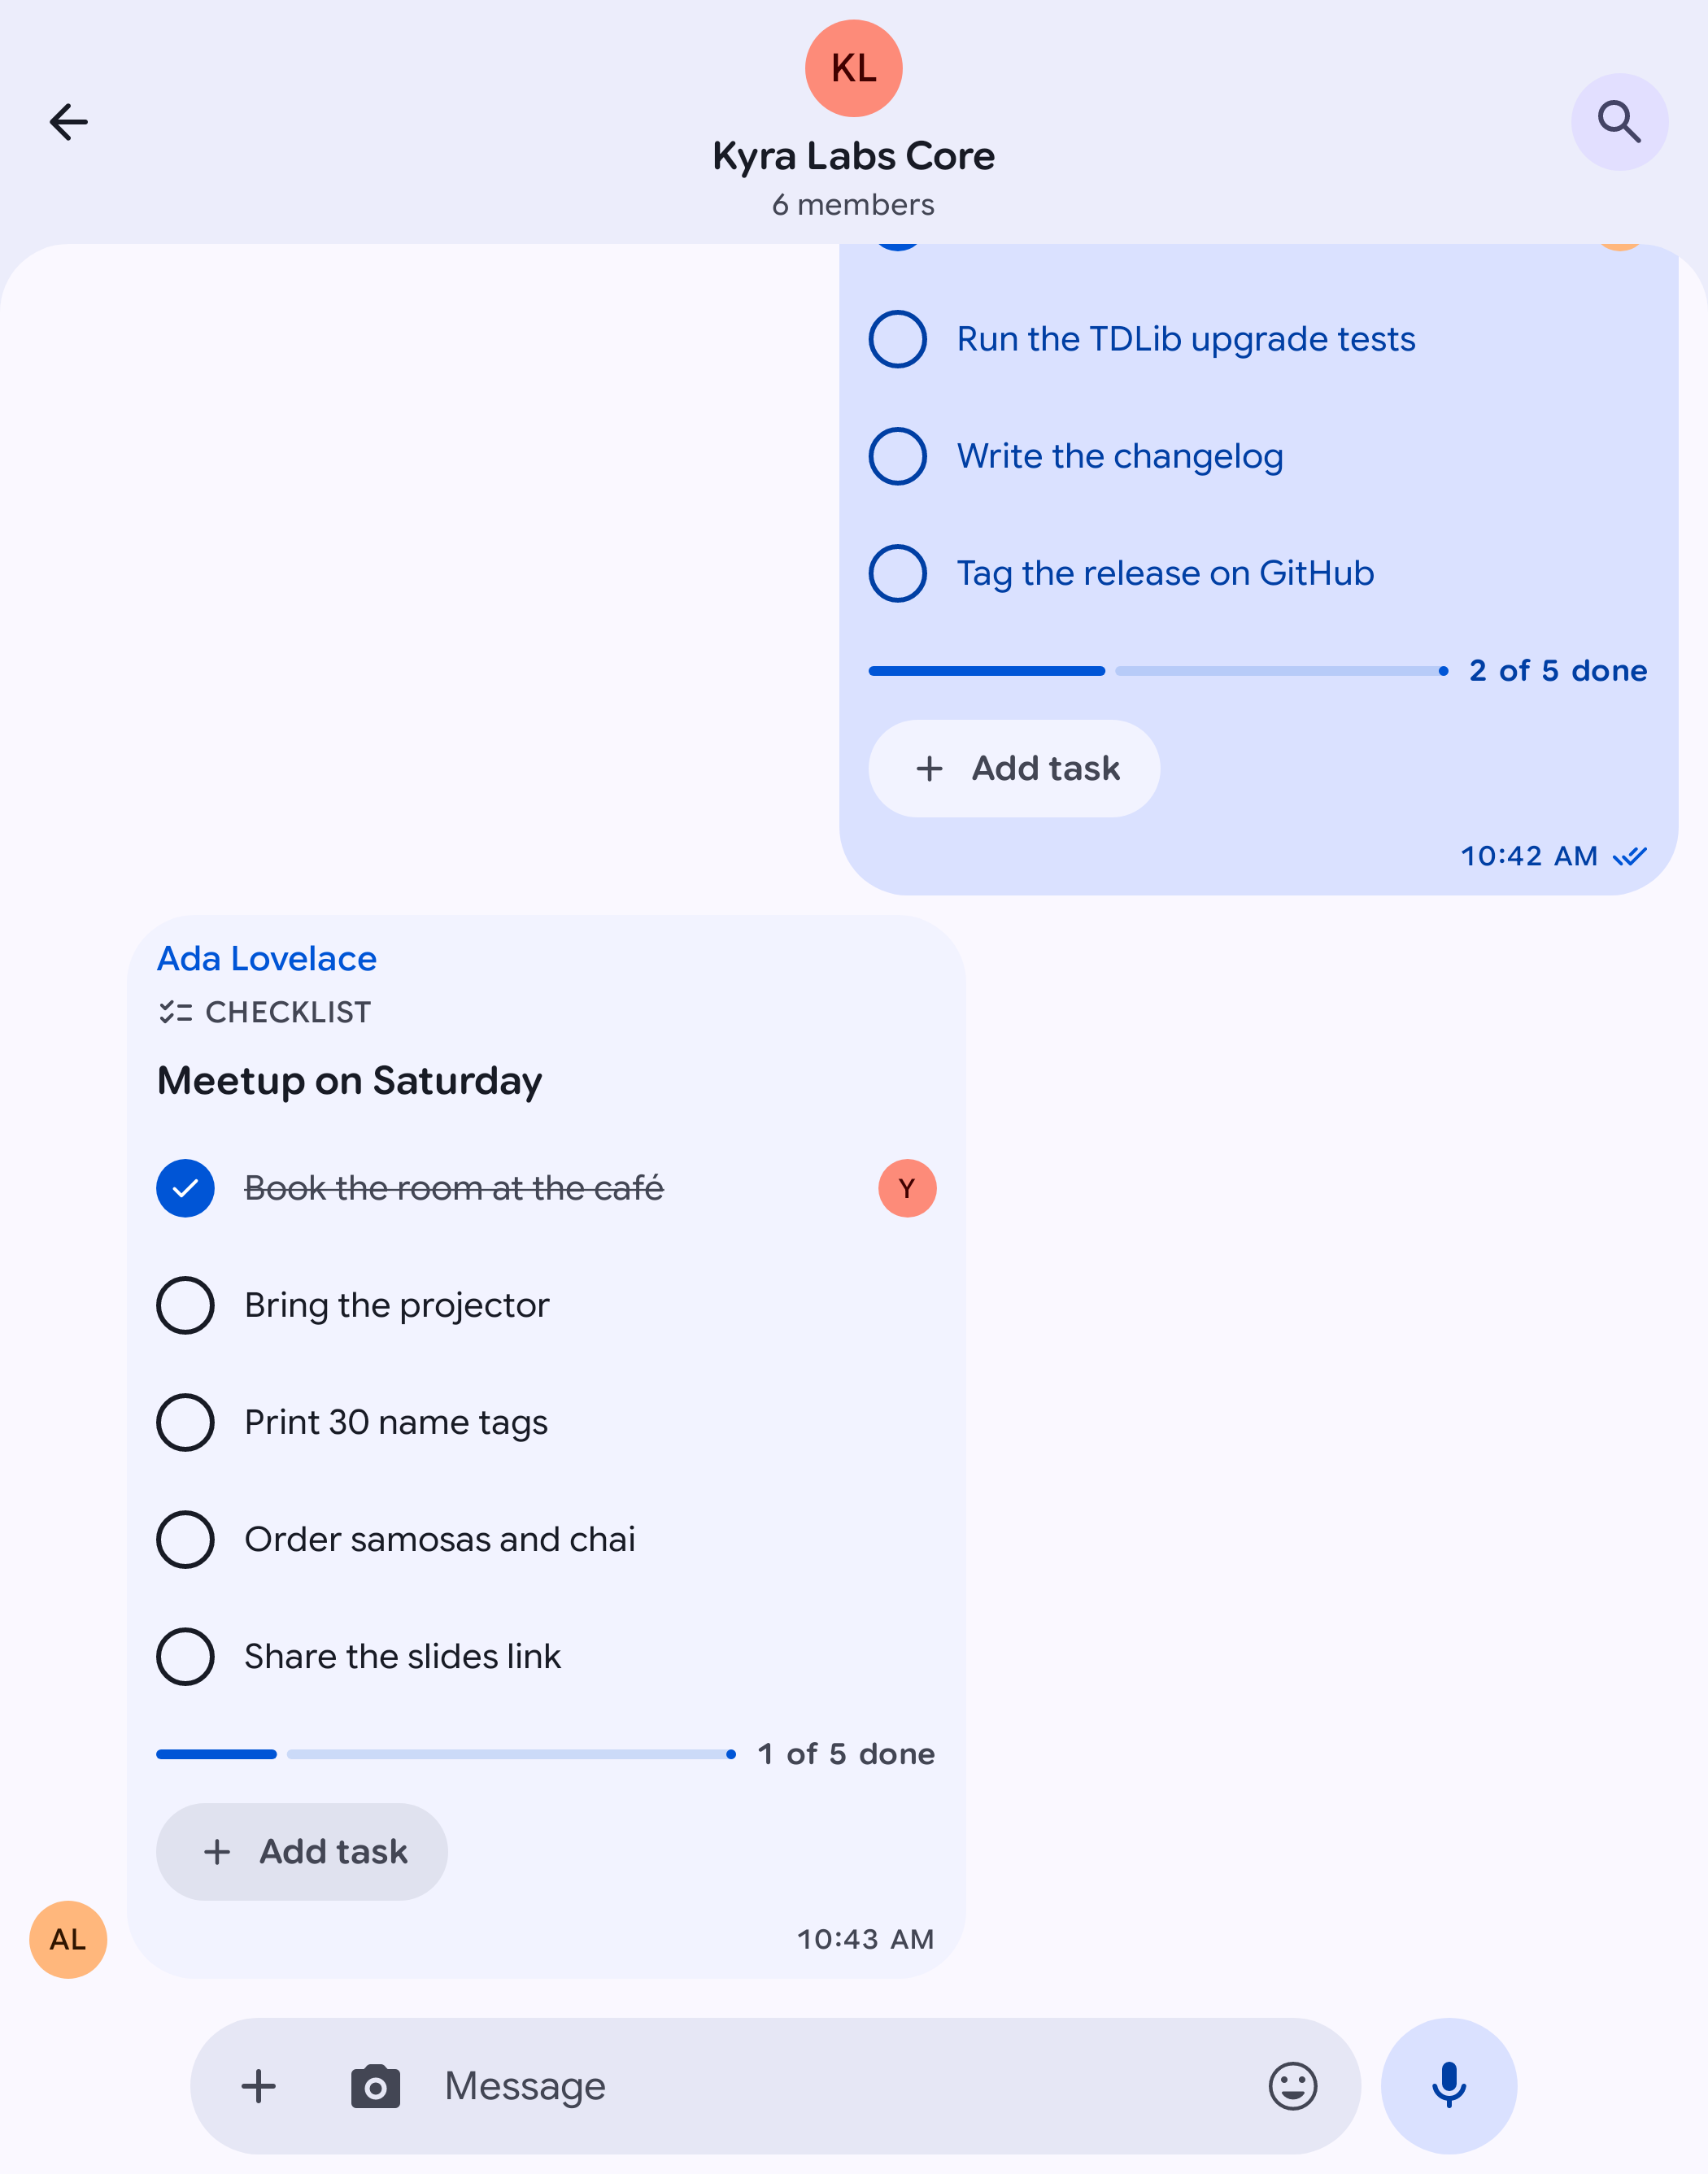 KL
Kyra Labs Core
6 members
Run the TDLib upgrade tests
Write the changelog
Tag the release on GitHub
2 of 5 done
Add task
10:42 AM
Ada Lovelace
CHECKLIST
Meetup on Saturday
Book the room at the café
Y
Bring the projector
Print 30 name tags
Order samosas and chai
Share the slides link
1 of 5 done
Add task
AL
10:43 AM
Message